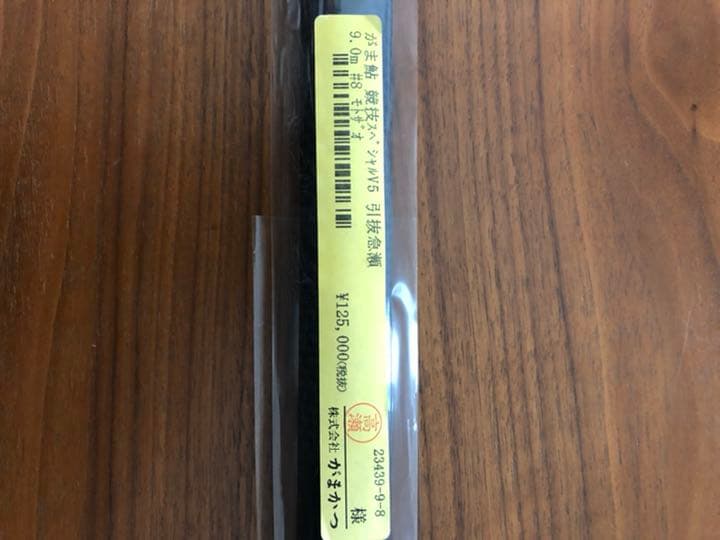 がま鮎 競技ｽﾍﾟｼｬﾙV5 引抜急瀬
9.0m #8 ﾓﾄｻﾞｵ
¥125,000(税抜)
23439-9-8
高瀬
様
株式会社 がまかつ